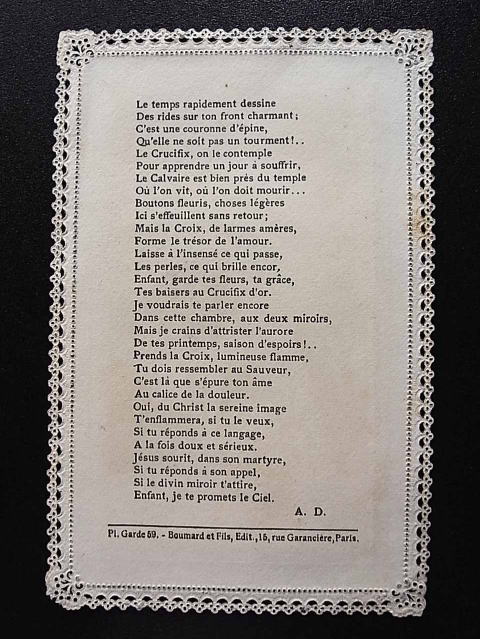 Le temps rapidement dessine
Des rides sur ton front charmant ;
C'est une couronne d'épine,
Qu'elle ne soit pas un tourment!..
Le Crucifix, on le contemple
Pour apprendre un jour à souffrir,
Le Calvaire est bien près du temple
Où l'on vit, où l'on doit mourir...
Boutons fleuris, choses légères
Ici s'effeuillent sans retour ;
Mais la Croix, de larmes amères,
Forme le trésor de l'amour.
Laisse à l'insensé ce qui passe,
Les perles, ce qui brille encor,
Enfant, garde tes fleurs, ta grâce,
Tes baisers au Crucifix d'or.
Je voudrais te parler encore
Dans cette chambre, aux deux miroirs,
Mais je crains d'attrister l'aurore
De tes printemps, saison d'espoirs!..
Prends la Croix, lumineuse flamme,
Tu dois ressembler au Sauveur,
C'est là que s'épure ton âme
Au calice de la douleur.
Oui, du Christ la sereine image
T'enflammera, si tu le veux,
Si tu réponds à ce langage,
A la fois doux et sérieux.
Jésus sourit, dans son martyre,
Si tu réponds à son appel,
Si le divin miroir t'attire,
Enfant, je te promets le Ciel.
A. D.
Pl. Garde 69. - Boumard et Fils, Edit., 15, rue Garancière, Paris.